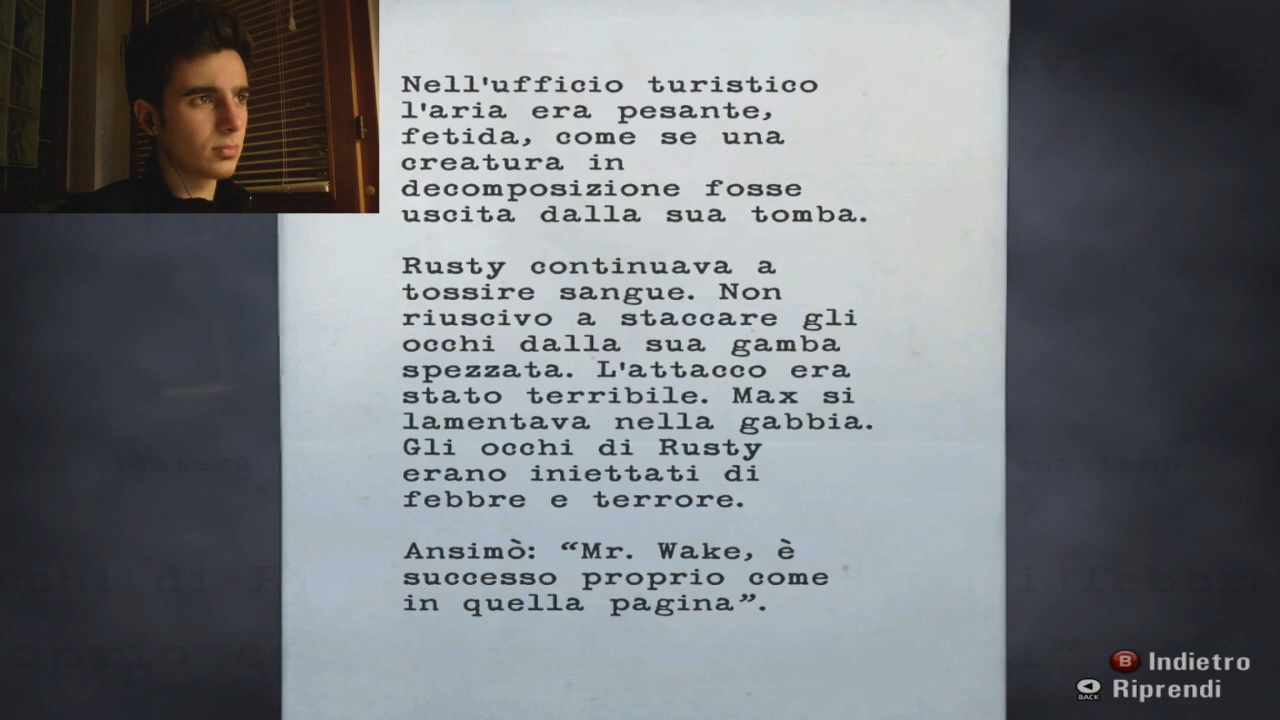 Nell'ufficio turistico
l'aria era pesante,
fetida, come se una
creatura in
decomposizione fosse
uscita dalla sua tomba.
Rusty continuava a
tossire sangue. Non
riuscivo a staccare gli
occhi dalla sua gamba
spezzata. L'attacco era
stato terribile. Max si
lamentava nella gabbia.
Gli occhi di Rusty
erano iniettati di
febbre e terrore.
Ansimò: “Mr. Wake, è
successo proprio come
in quella pagina”.
B Indietro
BACK Riprendi